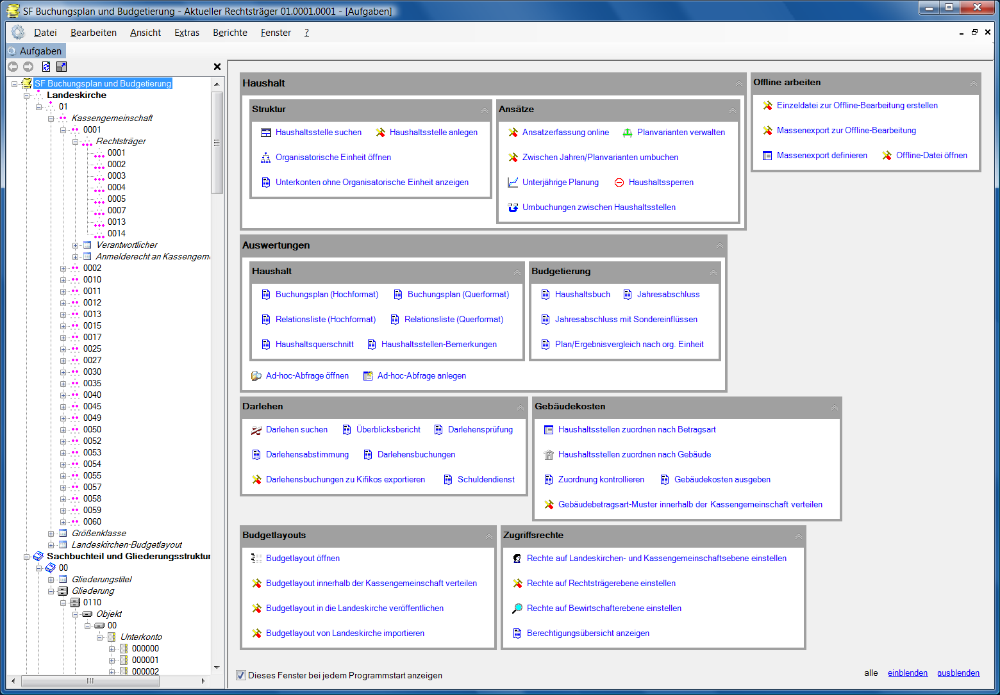 SF Buchungsplan und Budgetierung - Aktueller Rechtsträger 01.0001.0001 - [Aufgaben]
Datei Bearbeiten Ansicht Extras Berichte Fenster ?
Aufgaben
SF Buchungsplan und Budgetierung
Landeskirche
01
Kassengemeinschaft
0001
Rechtsträger
0001
0002
0003
0004
0005
0007
0013
0014
Verantwortlicher
Anmelderecht an Kassengeme
0002
0010
0011
0012
0013
0015
0017
0025
0027
0030
0035
0040
0045
0049
0050
0052
0053
0054
0055
0057
0058
0059
0060
Größenklasse
Landeskirchen-Budgetlayout
Sachbuchteil und Gliederungsstruktur
00
Gliederungstitel
Gliederung
0110
Objekt
00
Unterkonto
000000
000001
000002
Haushalt
Struktur
Haushaltsstelle suchen Haushaltsstelle anlegen
Organisatorische Einheit öffnen
Unterkonten ohne Organisatorische Einheit anzeigen
Ansätze
Ansatzerfassung online Planvarianten verwalten
Zwischen Jahren/Planvarianten umbuchen
Unterjährige Planung Haushaltssperren
Umbuchungen zwischen Haushaltsstellen
Offline arbeiten
Einzeldatei zur Offline-Bearbeitung erstellen
Massenexport zur Offline-Bearbeitung
Massenexport definieren Offline-Datei öffnen
Auswertungen
Haushalt
Buchungsplan (Hochformat) Buchungsplan (Querformat)
Relationsliste (Hochformat) Relationsliste (Querformat)
Haushaltsquerschnitt Haushaltsstellen-Bemerkungen
Budgetierung
Haushaltsbuch Jahresabschluss
Jahresabschluss mit Sondereinflüssen
Plan/Ergebnisvergleich nach org. Einheit
Ad-hoc-Abfrage öffnen Ad-hoc-Abfrage anlegen
Darlehen
Darlehen suchen Überblicksbericht Darlehensprüfung
Darlehensabstimmung Darlehensbuchungen
Darlehensbuchungen zu Kifikos exportieren Schuldendienst
Gebäudekosten
Haushaltsstellen zuordnen nach Betragsart
Haushaltsstellen zuordnen nach Gebäude
Zuordnung kontrollieren Gebäudekosten ausgeben
Gebäudebetragsart-Muster innerhalb der Kassengemeinschaft verteilen
Budgetlayouts
Budgetlayout öffnen
Budgetlayout innerhalb der Kassengemeinschaft verteilen
Budgetlayout in die Landeskirche veröffentlichen
Budgetlayout von Landeskirche importieren
Zugriffsrechte
Rechte auf Landeskirchen- und Kassengemeinschaftsebene einstellen
Rechte auf Rechtsträgerebene einstellen
Rechte auf Bewirtschafterebene einstellen
Berechtigungsübersicht anzeigen
Dieses Fenster bei jedem Programmstart anzeigen
alle einblenden ausblenden